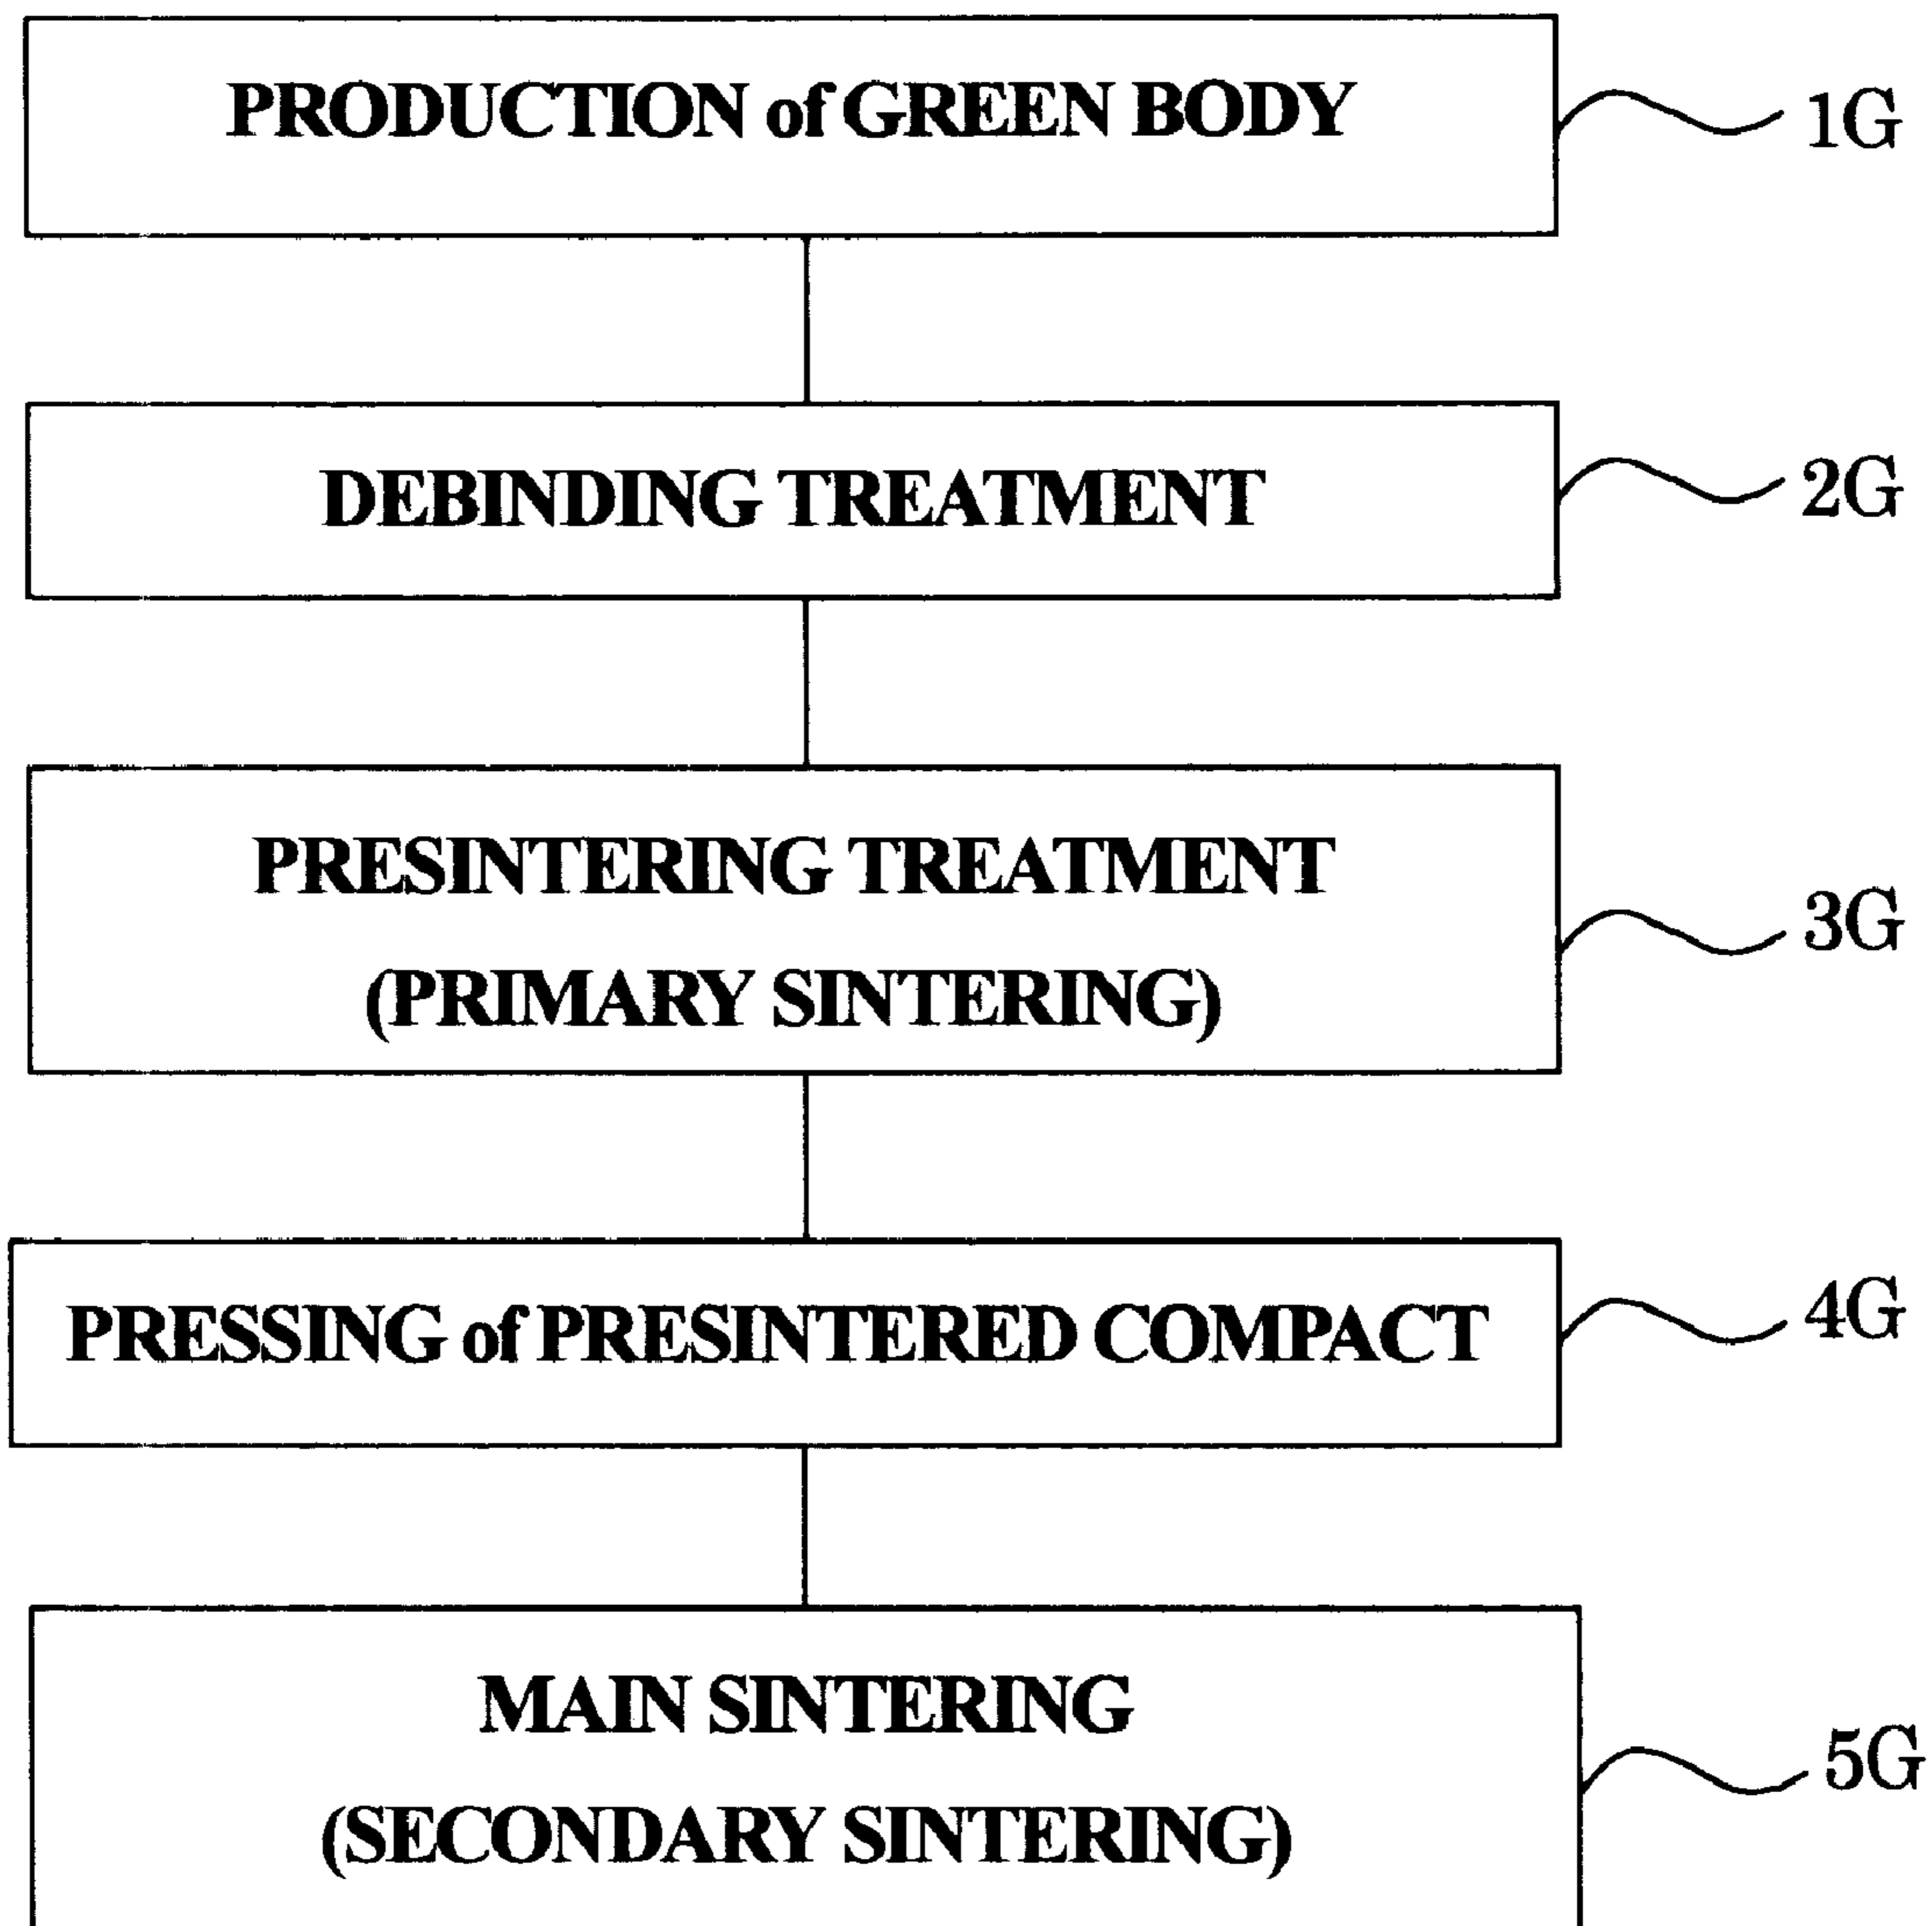 PRODUCTION of GREEN BODY
1G
DEBINDING TREATMENT
2G
PRESINTERING TREATMENT
(PRIMARY SINTERING)
3G
PRESSING of PRESINTERED COMPACT
4G
MAIN SINTERING
(SECONDARY SINTERING)
5G